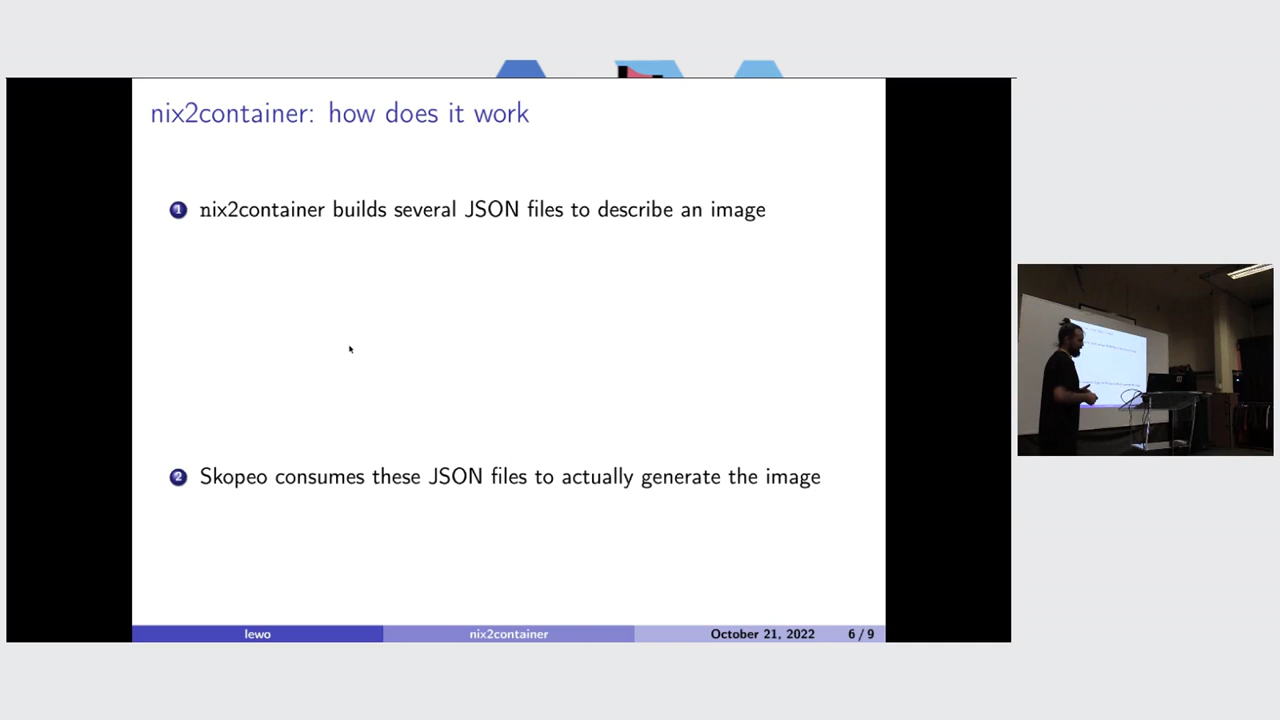 nix2container: how does it work
1 nix2container builds several JSON files to describe an image
2 Skopeo consumes these JSON files to actually generate the image
lewo nix2container October 21, 2022 6 / 9